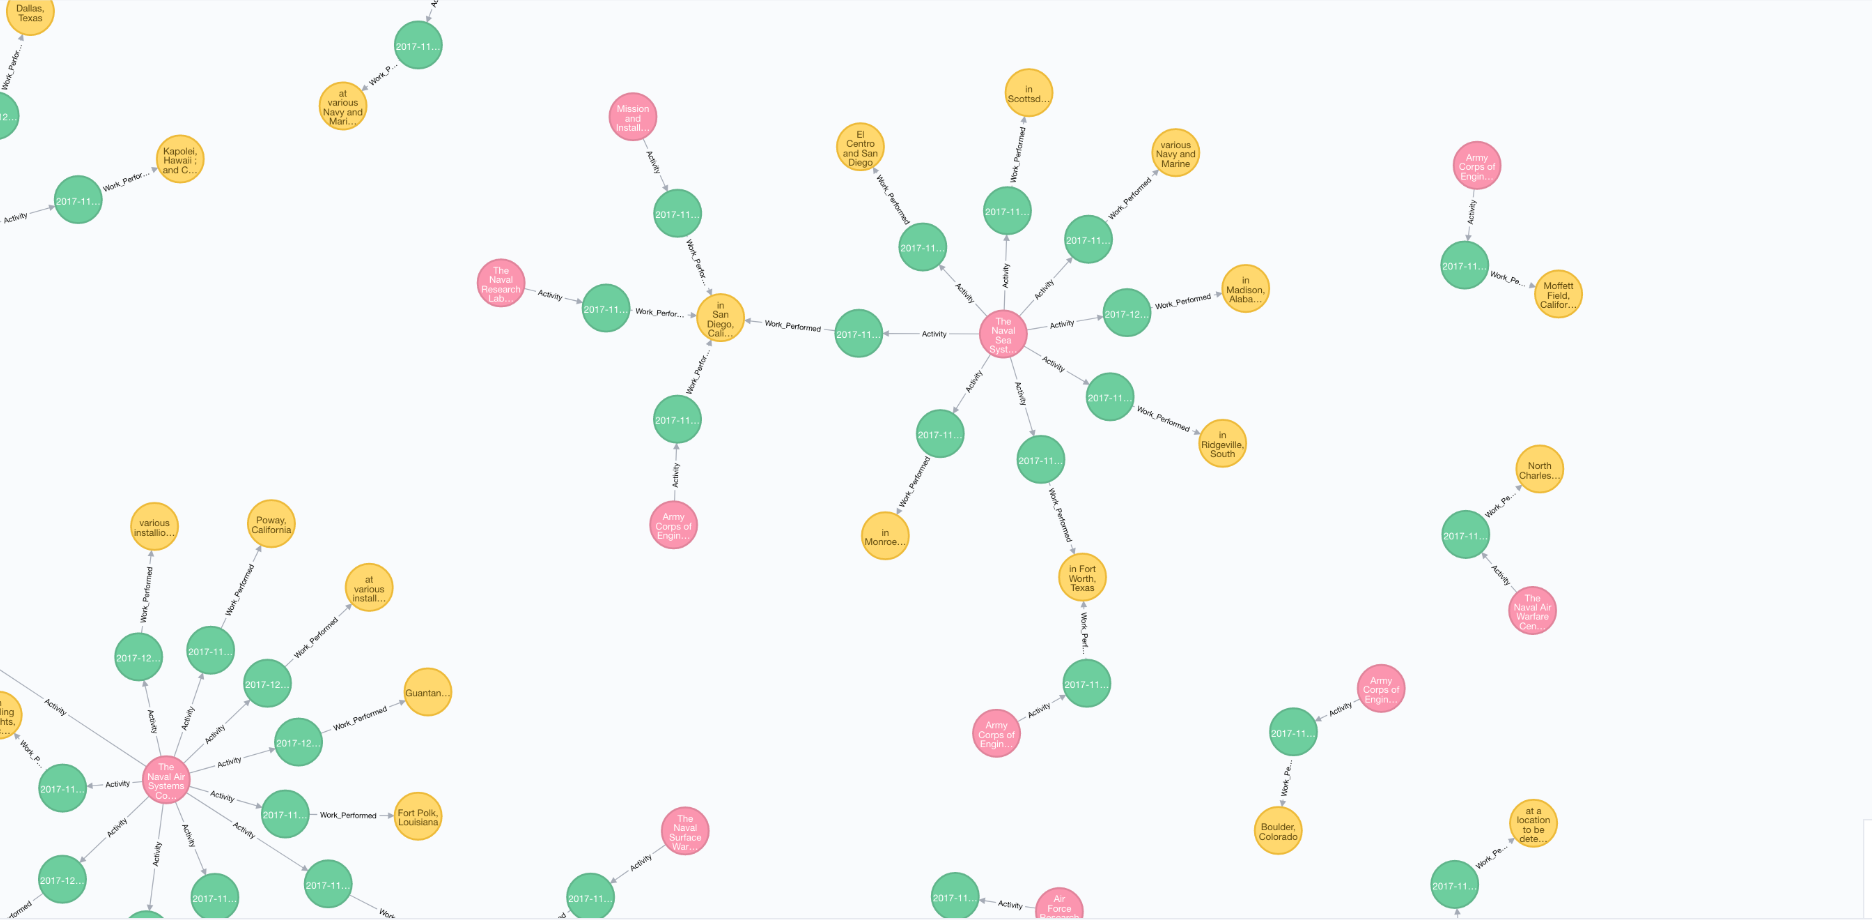 Dallas,
Texas
Work_Perfor...
2017-11...
Work_P...
at
various
Navy and
Mari...
Kapolei,
Hawaii ;
and C...
Work_Perfor...
2017-11...
Activity
Mission
and
Install...
Activity
2017-11...
Work_Perfor...
The
Naval
Research
Lab...
Activity
2017-11...
Work_Perfor...
in
San
Diego,
Cali...
Work_Performed
2017-11...
Activity
Work_Perfor...
2017-11...
Activity
Army
Corps of
Engin...
The
Naval
Sea
Syst...
in
Scottsd...
Work_Performed
2017-11...
Activity
El
Centro
and San
Diego
Work_Performed
2017-11...
Activity
various
Navy and
Marine
Work_Performed
2017-11...
Activity
in
Madison,
Alaba...
Work_Performed
2017-12...
Activity
Activity
2017-11...
Work_Performed
in
Ridgeville,
South
Activity
2017-11...
Work_Performed
in
Monroe...
Activity
2017-11...
Work_Performed
in Fort
Worth,
Texas
Work_Perf...
2017-11...
Activity
Army
Corps of
Engin...
Army
Corps of
Engin...
Activity
2017-11...
Work_Pe...
Moffett
Field,
Califor...
North
Charles...
Work_Pe...
2017-11...
Activity
The
Naval Air
Warfare
Cen...
Army
Corps of
Engin...
Activity
2017-11...
Work_Pe...
Boulder,
Colorado
at a
location
to be
dete...
Work_Pe...
2017-11...
various
installio...
Work_Performed
2017-12...
Activity
Poway,
California
Work_Performed
2017-11...
Activity
at
various
install...
Work_Performed
2017-12...
Activity
Guantan...
Work_Performed
2017-12...
Activity
The
Naval Air
Systems
Co...
Activity
Activity
2017-11...
Work_P...
Activity
2017-11...
Work_Performed
Fort Polk,
Louisiana
Activity
2017-11...
Activity
2017-12...
Activity
Activity
2017-11...
The
Naval
Surface
War...
Activity
2017-11...
2017-11...
Activity
Air
Force